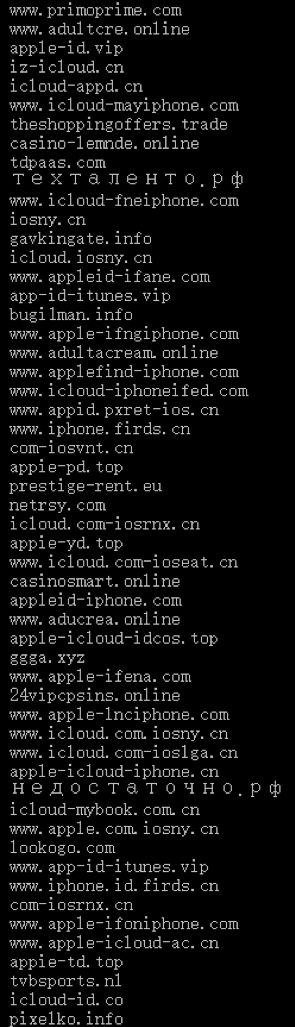 www.primoprime.com
www.adultcre.online
apple-id.vip
iz-icloud.cn
icloud-appd.cn
www.icloud-mayiphone.com
theshoppingoffers.trade
casino-lemnde.online
tdpaas.com
техталенто.рф
www.icloud-fneiphone.com
iosny.cn
gavkingate.info
icloud.iosny.cn
www.appleid-ifane.com
app-id-itunes.vip
bugilman.info
www.apple-ifngiphone.com
www.adultacream.online
www.applefind-iphone.com
www.icloud-iphoneifed.com
www.appid.pxret-ios.cn
www.iphone.firds.cn
com-iosvnt.cn
appie-pd.top
prestige-rent.eu
netrsy.com
icloud.com-iosrnx.cn
appie-yd.top
www.icloud.com-ioseat.cn
casinosmart.online
appleid-iphone.com
www.aducrea.online
apple-icloud-idcos.top
ggga.xyz
www.apple-ifena.com
24vipcpsins.online
www.apple-lnciphone.com
www.icloud.com.iosny.cn
www.icloud.com-ioslga.cn
apple-icloud-iphone.cn
недостаточно.рф
icloud-mybook.com.cn
www.apple.com.iosny.cn
lookogo.com
www.app-id-itunes.vip
www.iphone.id.firds.cn
com-iosrnx.cn
www.apple-ifoniphone.com
www.apple-icloud-ac.cn
appie-td.top
tvbsports.nl
icloud-id.co
pixelko.info